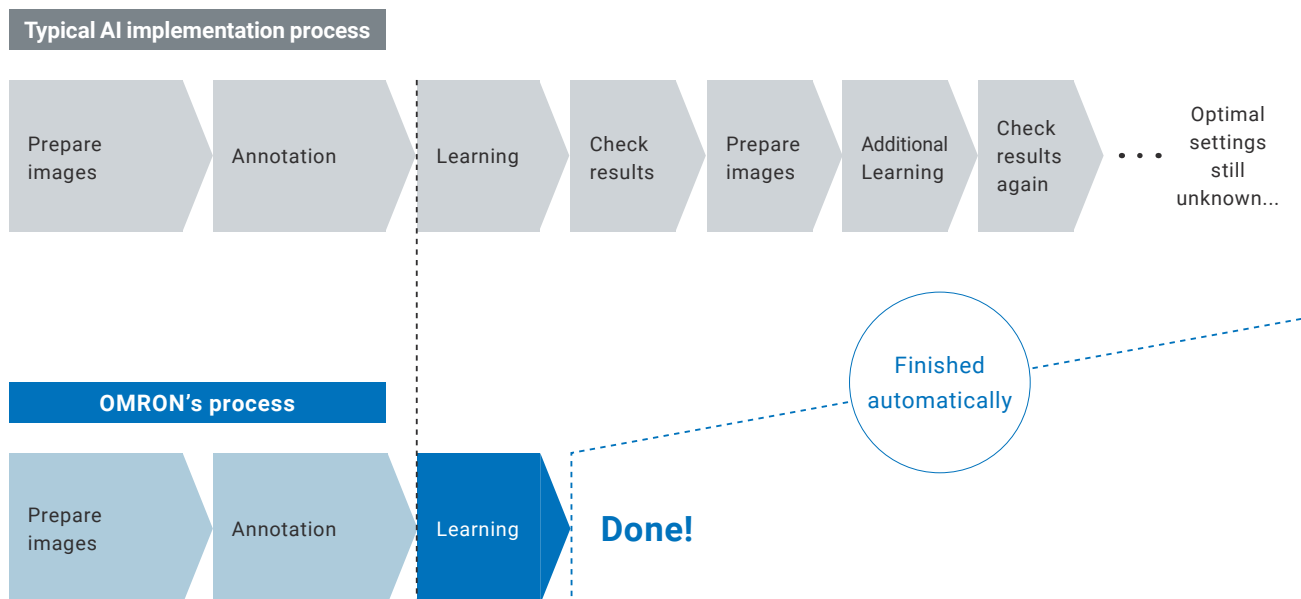 Typical AI implementation process
Prepare
images
Annotation
Learning
Check
results
Prepare
images
Additional
Learning
Check
results
again
• • •
Optimal
settings
still
unknown...
Finished
automatically
OMRON’s process
Prepare
images
Annotation
Learning
Done!